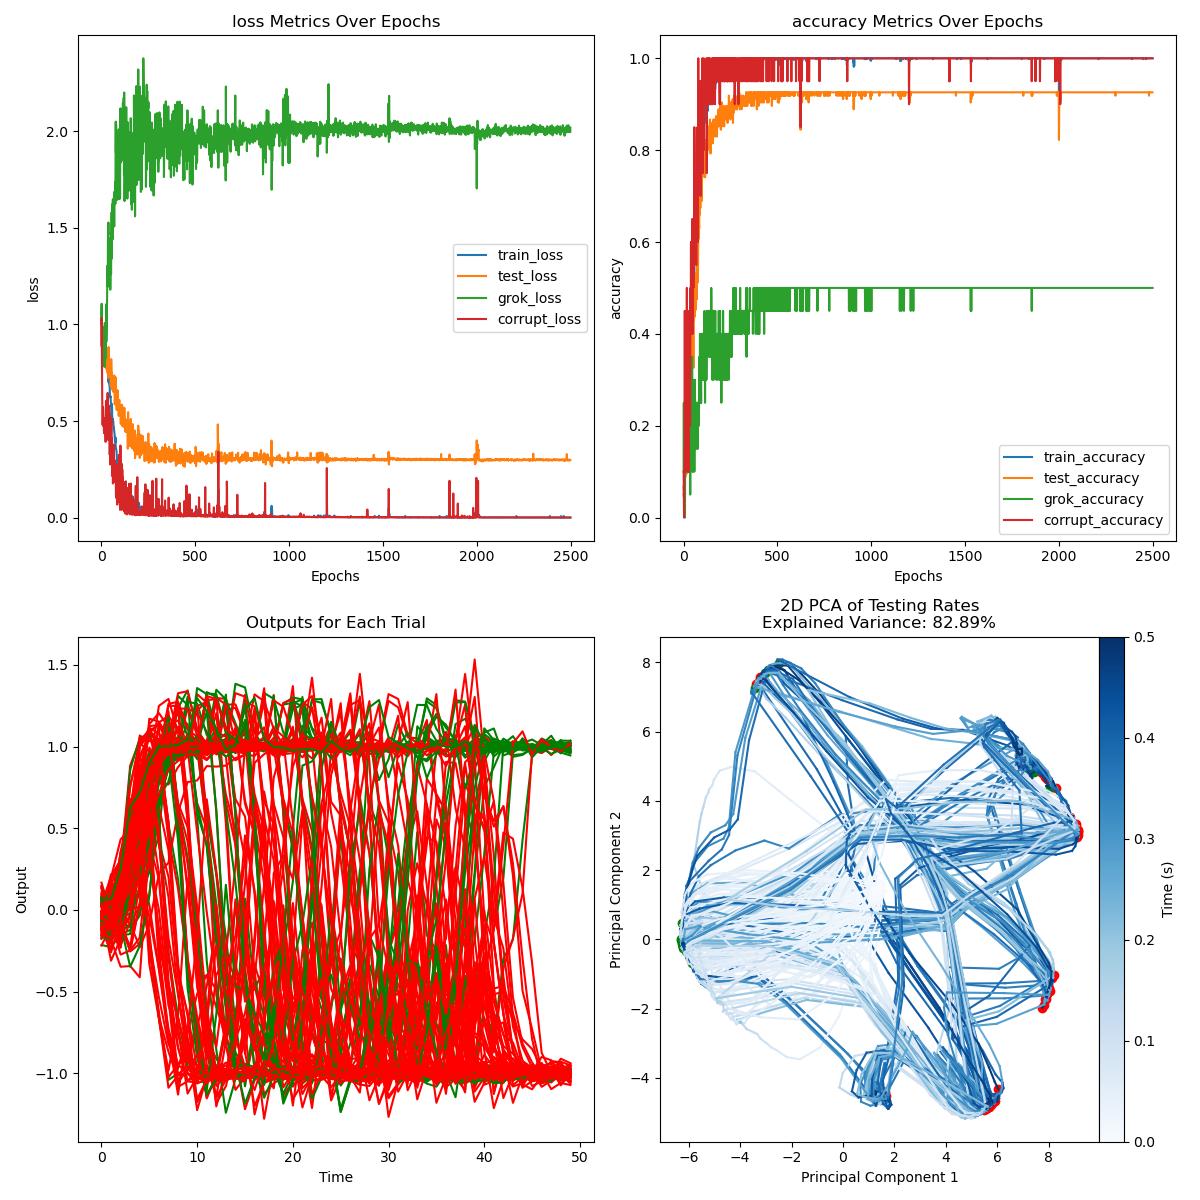 loss Metrics Over Epochs
loss
2.0
1.5
1.0
0.5
0.0
0
500
1000
1500
2000
2500
Epochs
train_loss
test_loss
grok_loss
corrupt_loss
accuracy Metrics Over Epochs
accuracy
1.0
0.8
0.6
0.4
0.2
0.0
0
500
1000
1500
2000
2500
Epochs
train_accuracy
test_accuracy
grok_accuracy
corrupt_accuracy
Outputs for Each Trial
Output
1.5
1.0
0.5
0.0
−0.5
−1.0
0
10
20
30
40
50
Time
2D PCA of Testing Rates
Explained Variance: 82.89%
Principal Component 2
8
6
4
2
0
−2
−4
−6
−4
−2
0
2
4
6
8
Principal Component 1
0.5
0.4
0.3
0.2
0.1
0.0
Time (s)